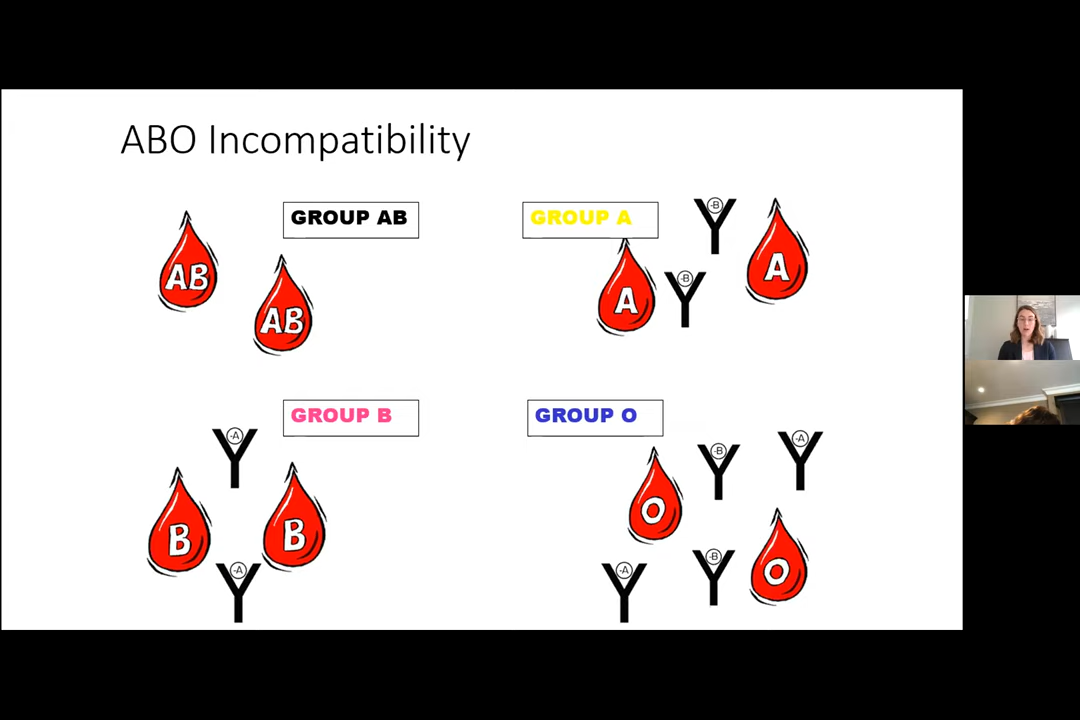 ABO Incompatibility
GROUP AB
AB
AB
GROUP A
-B
A
-B
A
GROUP B
-A
B
B
-A
GROUP O
-B
-A
O
-B
-A
O